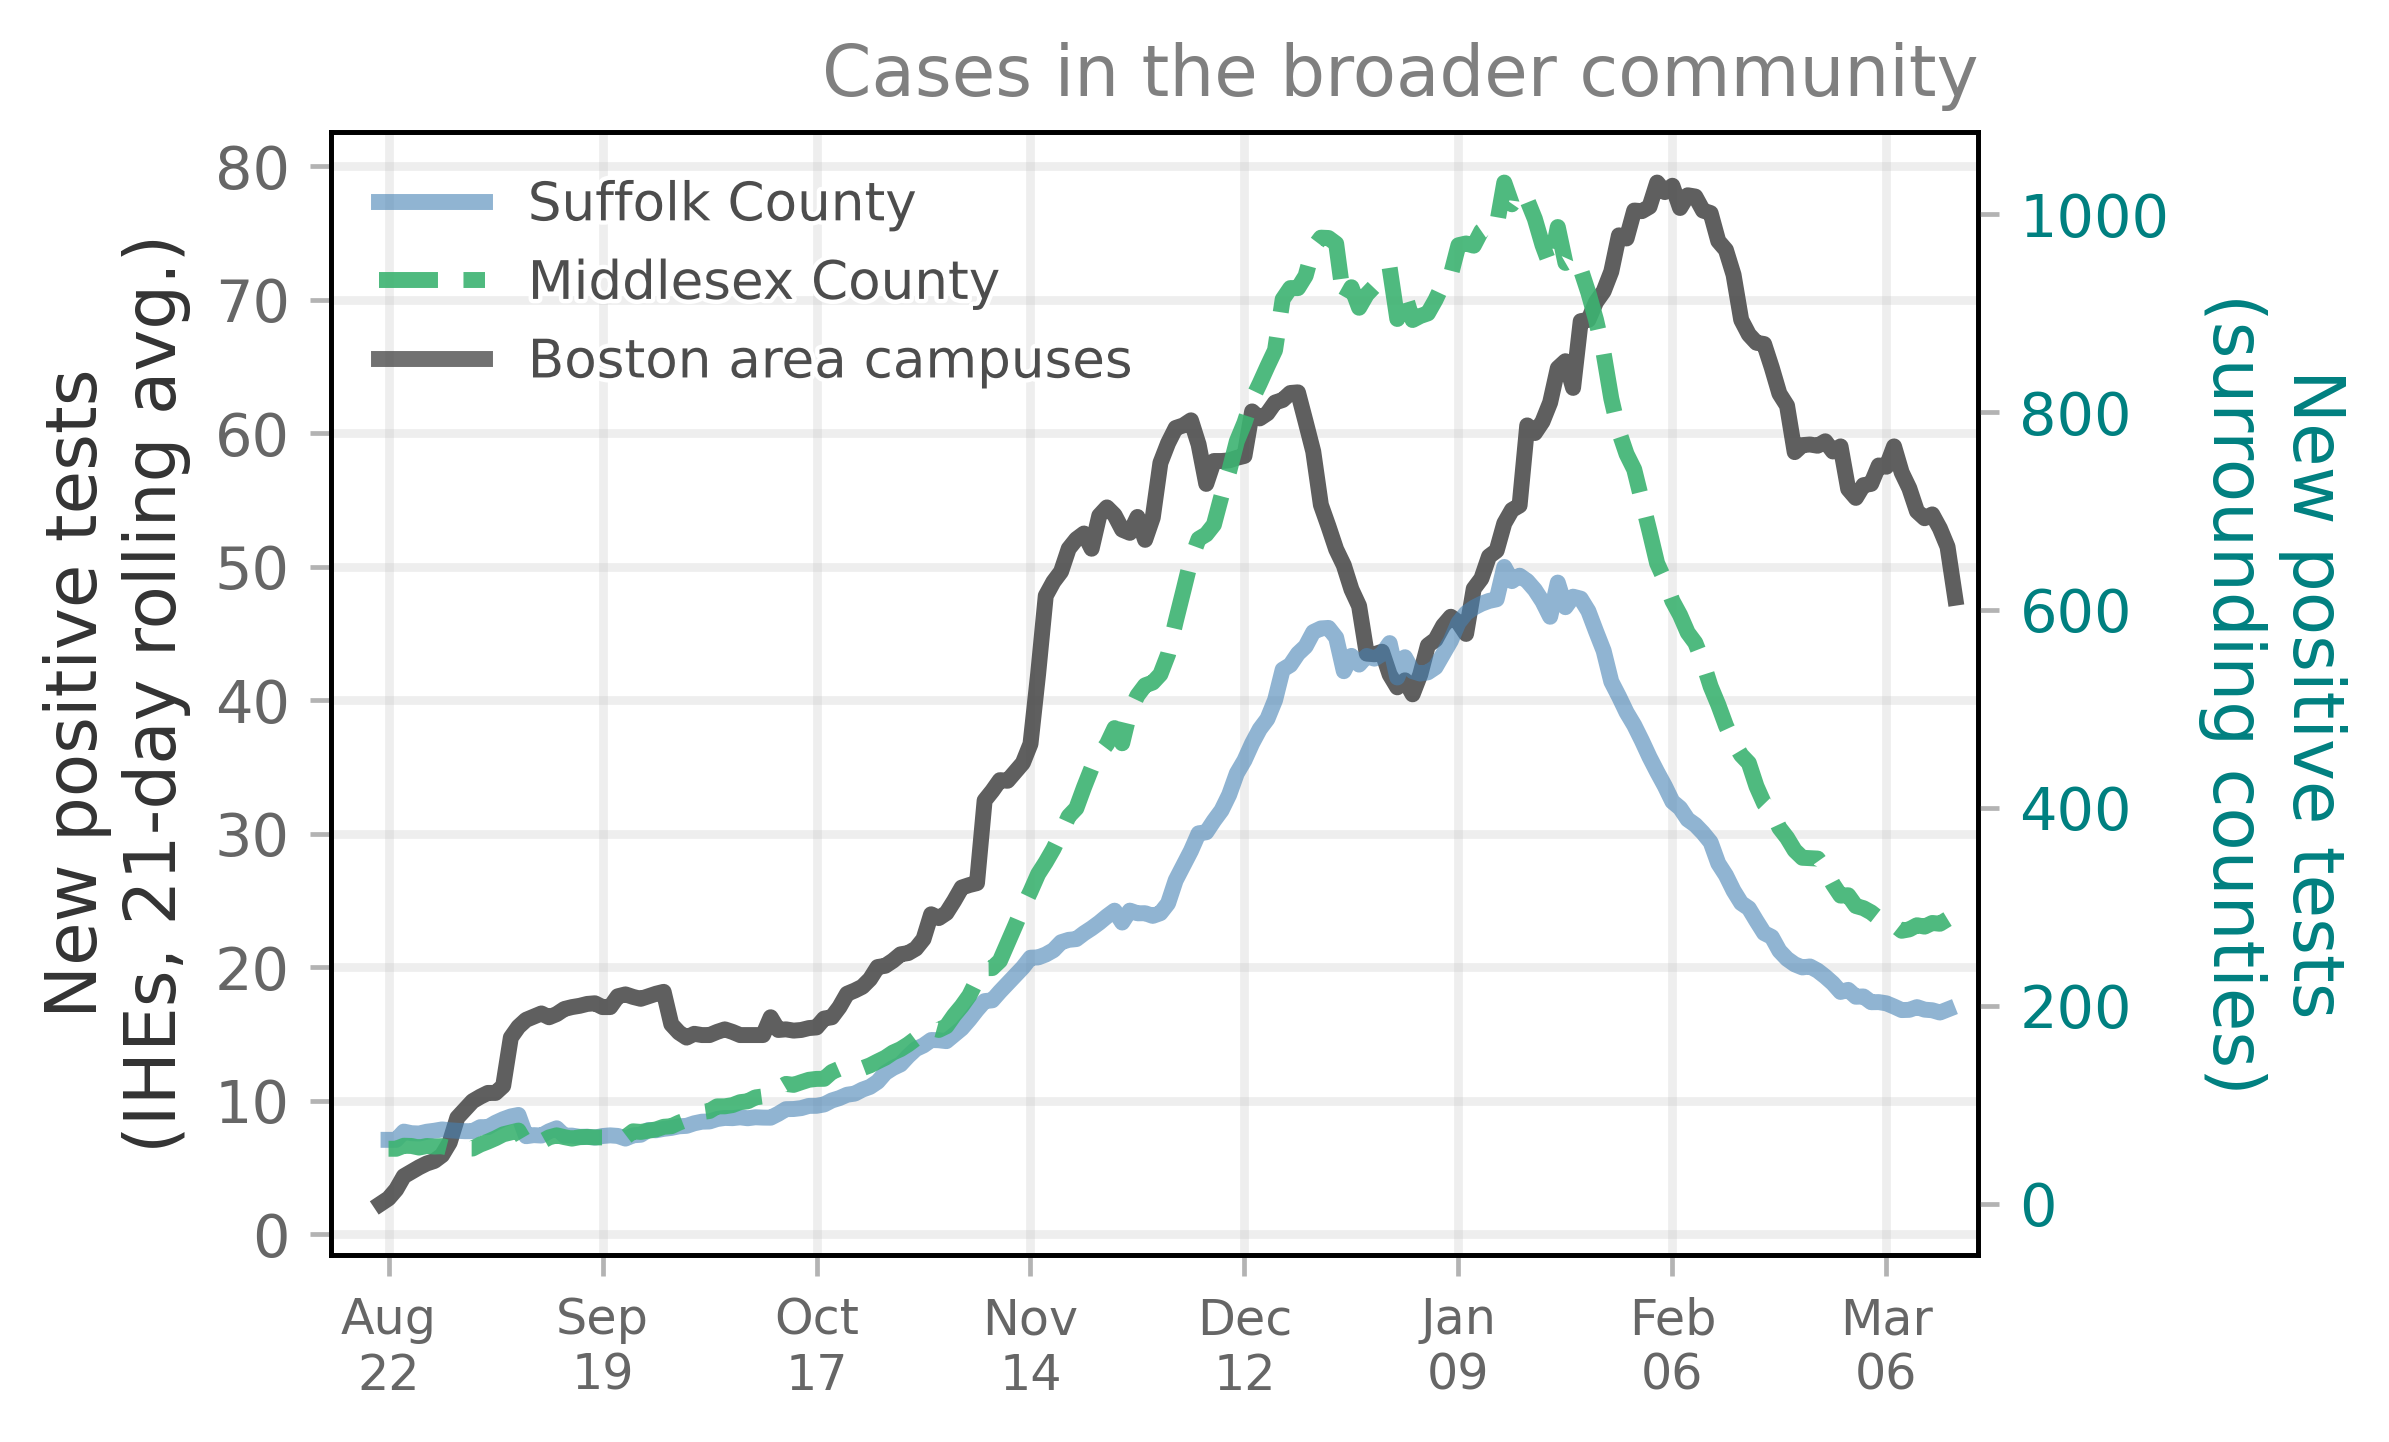 Cases in the broader community
New positive tests
(IHEs, 21-day rolling avg.)
80
70
60
50
40
30
20
10
0
Suffolk County
Middlesex County
Boston area campuses
1000
800
600
400
200
0
New positive tests
(surrounding counties)
Aug
22
Sep
19
Oct
17
Nov
14
Dec
12
Jan
09
Feb
06
Mar
06